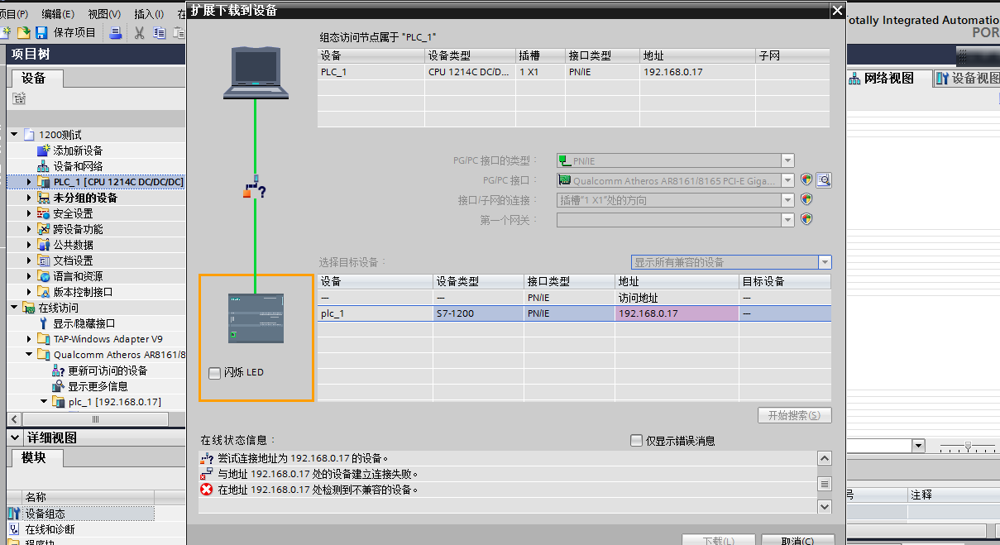 扩展下载到设备
项目(P) 编辑(E) 视图(V) 插入(I) 在
保存项目
Totally Integrated Automatio
POR
项目树
设备
1200测试
添加新设备
设备和网络
PLC_1 [CPU 1214C DC/DC/DC]
未分组的设备
安全设置
跨设备功能
公共数据
文档设置
语言和资源
版本控制接口
在线访问
显示/隐藏接口
TAP-Windows Adapter V9
Qualcomm Atheros AR8161/8
更新可访问的设备
显示更多信息
plc_1 [192.168.0.17]
详细视图
模块
名称
设备组态
在线和诊断
程序块
组态访问节点属于 "PLC_1"
设备 设备类型 插槽 接口类型 地址 子网
PLC_1 CPU 1214C DC/D... 1 X1 PN/IE 192.168.0.17
PG/PC 接口的类型： PN/IE
PG/PC 接口： Qualcomm Atheros AR8161/8165 PCI-E Giga...
接口/子网的连接： 插槽"1 X1"处的方向
第一个网关：
选择目标设备： 显示所有兼容的设备
设备 设备类型 接口类型 地址 目标设备
— — PN/IE 访问地址 —
plc_1 S7-1200 PN/IE 192.168.0.17 —
闪烁 LED
开始搜索(S)
在线状态信息： 仅显示错误消息
尝试连接地址为 192.168.0.17 的设备。
与地址 192.168.0.17 处的设备建立连接失败。
在地址 192.168.0.17 处检测到不兼容的设备。
下载(L) 取消(C)
网络视图 设备视图
号 注释